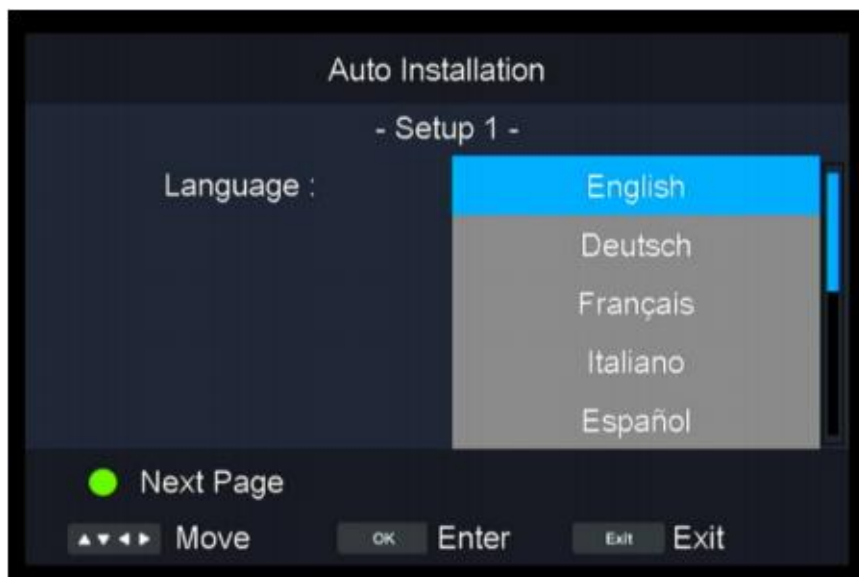 Auto Installation
- Setup 1 -
Language : English
Deutsch
Français
Italiano
Español
Next Page
▲▼◀▶ Move OK Enter Exit Exit